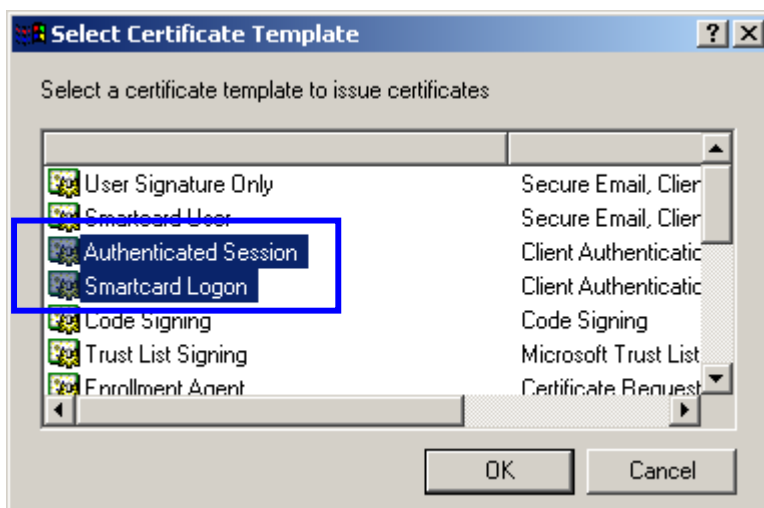 Select Certificate Template
Select a certificate template to issue certificates
User Signature Only Secure Email, Clier
Smartcard User Secure Email, Clier
Authenticated Session Client Authenticatic
Smartcard Logon Client Authenticatic
Code Signing Code Signing
Trust List Signing Microsoft Trust List
Enrollment Agent Certificate Request
OK Cancel